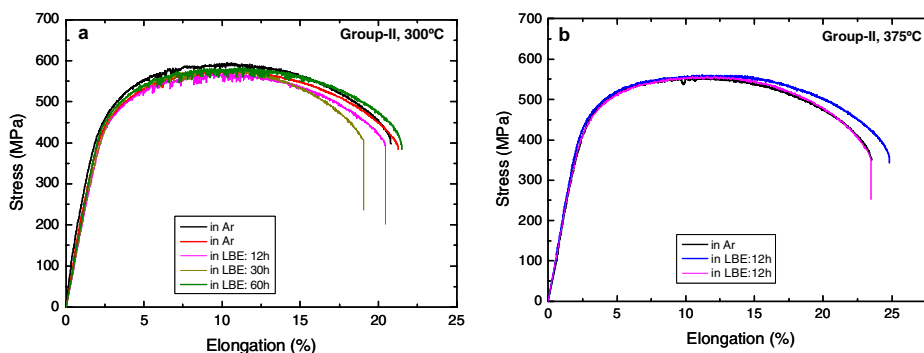 a
Group-II, 300ºC
700
600
500
400
300
200
100
0
Stress (MPa)
in Ar
in Ar
in LBE: 12h
in LBE: 30h
in LBE: 60h
0 5 10 15 20 25
Elongation (%)
b
Group-II, 375ºC
700
600
500
400
300
200
100
0
Stress (MPa)
in Ar
in LBE:12h
in LBE:12h
0 5 10 15 20 25
Elongation (%)